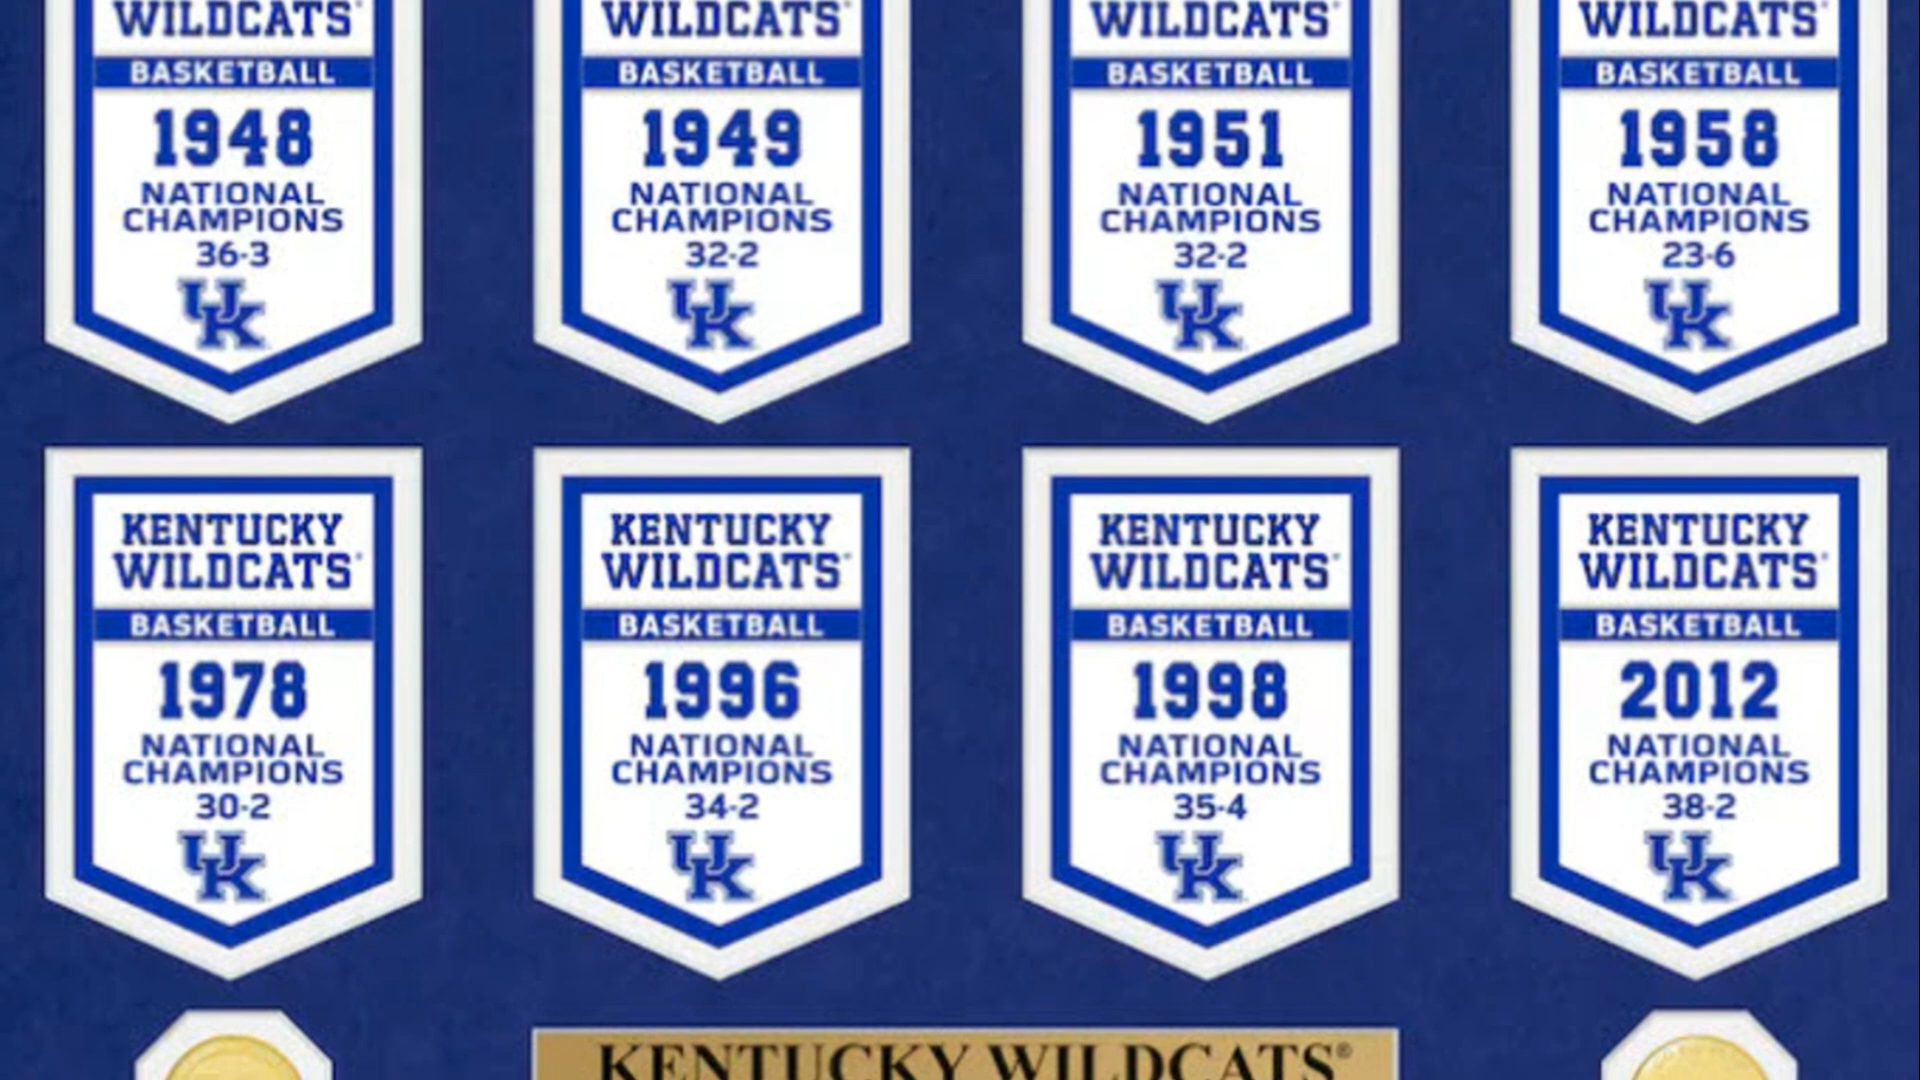 WILDCATS
BASKETBALL
1948
NATIONAL
CHAMPIONS
36-3
UK
WILDCATS
BASKETBALL
1949
NATIONAL
CHAMPIONS
32-2
UK
WILDCATS
BASKETBALL
1951
NATIONAL
CHAMPIONS
32-2
UK
WILDCATS
BASKETBALL
1958
NATIONAL
CHAMPIONS
23-6
UK
KENTUCKY
WILDCATS
BASKETBALL
1978
NATIONAL
CHAMPIONS
30-2
UK
KENTUCKY
WILDCATS
BASKETBALL
1996
NATIONAL
CHAMPIONS
34-2
UK
KENTUCKY
WILDCATS
BASKETBALL
1998
NATIONAL
CHAMPIONS
35-4
UK
KENTUCKY
WILDCATS
BASKETBALL
2012
NATIONAL
CHAMPIONS
38-2
UK
KENTUCKY WILDCATS®